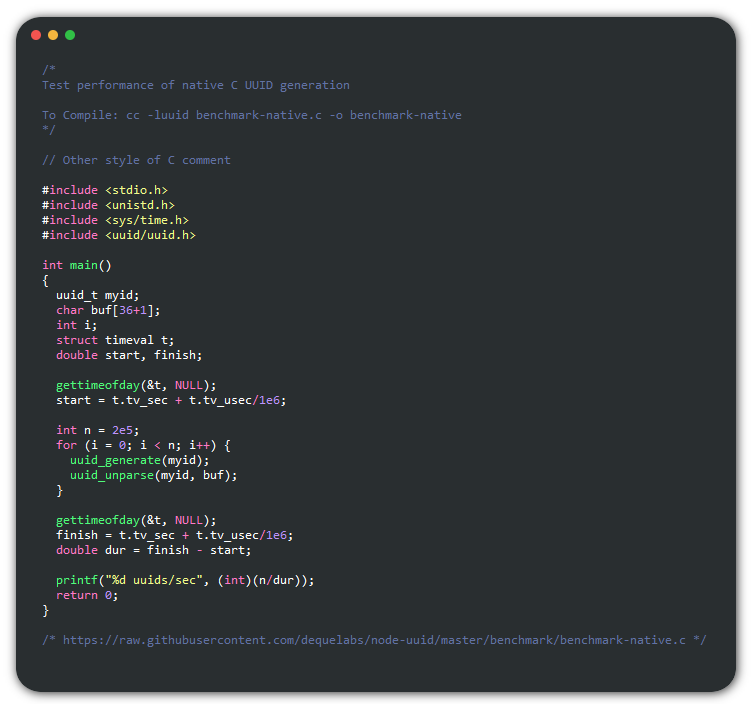 /*
Test performance of native C UUID generation
To Compile: cc -luuid benchmark-native.c -o benchmark-native
*/
// Other style of C comment
#include <stdio.h>
#include <unistd.h>
#include <sys/time.h>
#include <uuid/uuid.h>
int main()
{
  uuid_t myid;
  char buf[36+1];
  int i;
  struct timeval t;
  double start, finish;
  gettimeofday(&t, NULL);
  start = t.tv_sec + t.tv_usec/1e6;
  int n = 2e5;
  for (i = 0; i < n; i++) {
    uuid_generate(myid);
    uuid_unparse(myid, buf);
  }
  gettimeofday(&t, NULL);
  finish = t.tv_sec + t.tv_usec/1e6;
  double dur = finish - start;
  printf("%d uuids/sec", (int)(n/dur));
  return 0;
}
/* https://raw.githubusercontent.com/dequelabs/node-uuid/master/benchmark/benchmark-native.c */